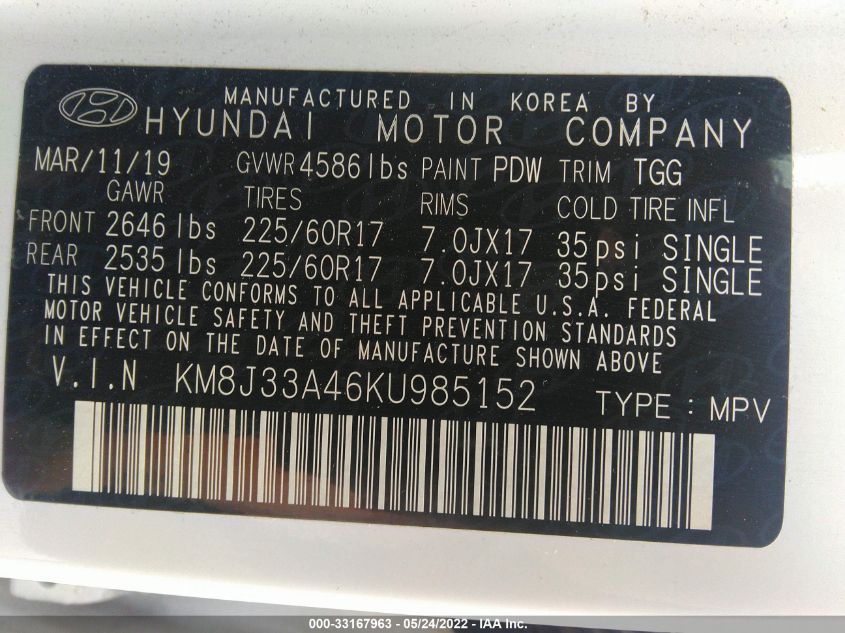 MANUFACTURED IN KOREA BY
HYUNDAI MOTOR COMPANY
MAR/11/19 GVWR 4586 lbs PAINT PDW TRIM TGG
GAWR TIRES RIMS COLD TIRE INFL
FRONT 2646 lbs 225/60R17 7.0JX17 35psi SINGLE
REAR 2535 lbs 225/60R17 7.0JX17 35psi SINGLE
THIS VEHICLE CONFORMS TO ALL APPLICABLE U.S.A. FEDERAL
MOTOR VEHICLE SAFETY AND THEFT PREVENTION STANDARDS
IN EFFECT ON THE DATE OF MANUFACTURE SHOWN ABOVE
V.I.N KM8J33A46KU985152 TYPE : MPV
000-33167963 - 05/24/2022 - IAA Inc.